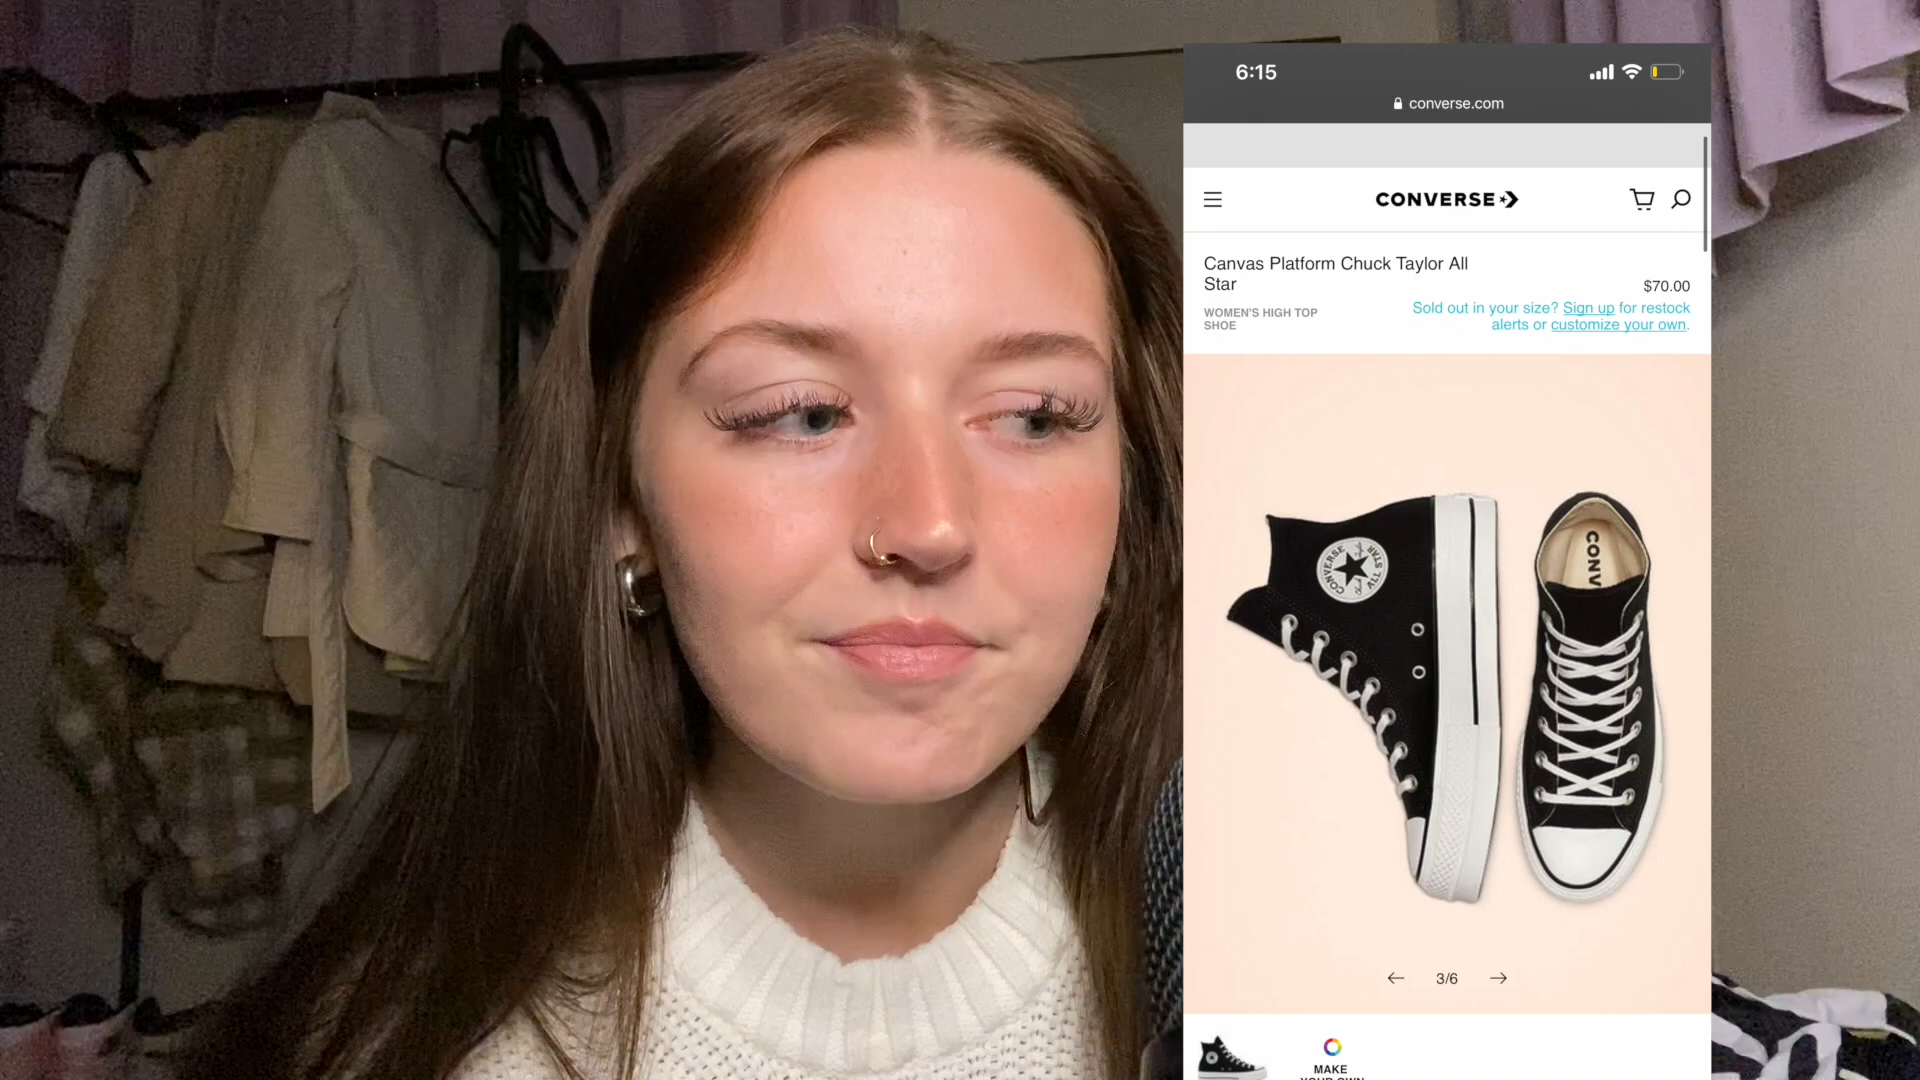 6:15
converse.com
CONVERSE
Canvas Platform Chuck Taylor All
Star
$70.00
WOMEN'S HIGH TOP
SHOE
Sold out in your size? Sign up for restock
alerts or customize your own.
CONVERSE
ALL STAR
CONV
3/6
MAKE
YOUR OWN